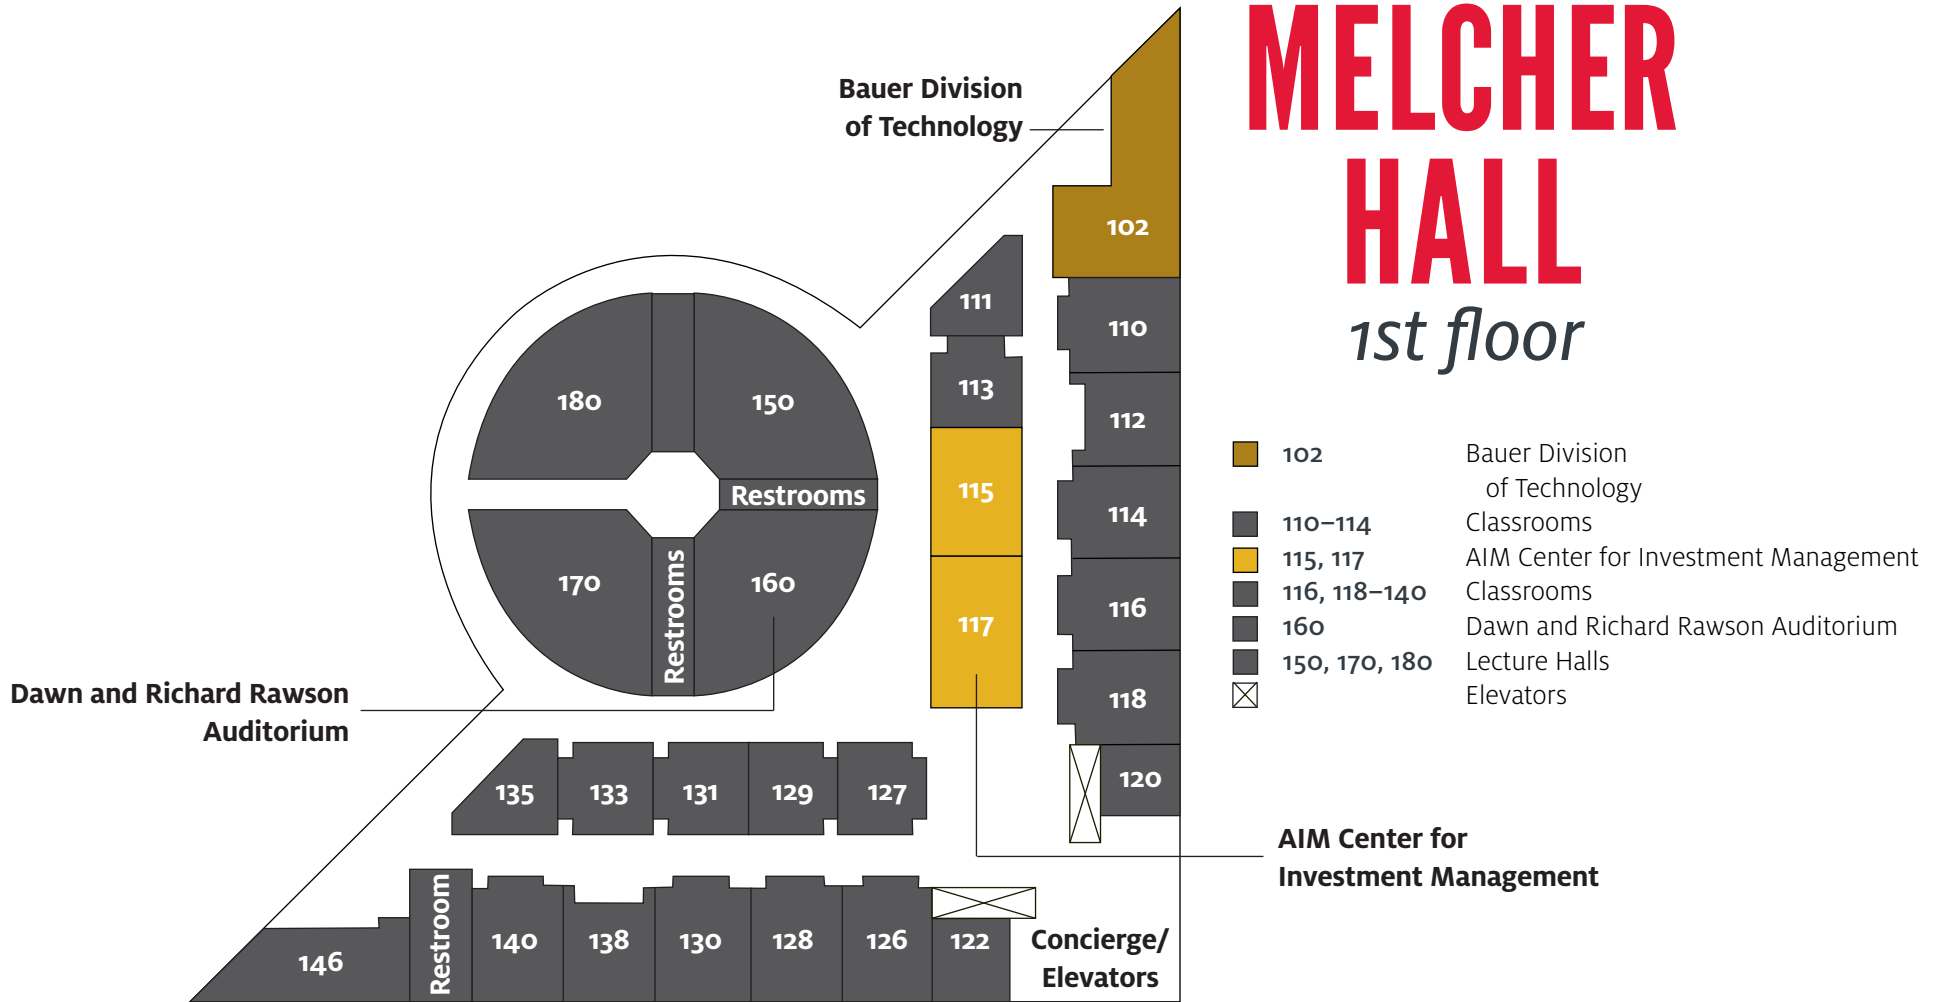 MELCHER
HALL
1st floor
Bauer Division
of Technology
102
111
110
113
112
180
150
115
114
Restrooms
170
Restrooms
160
117
116
118
Dawn and Richard Rawson
Auditorium
120
135
133
131
129
127
AIM Center for
Investment Management
146
Restroom
140
138
130
128
126
122
Concierge/
Elevators
102 Bauer Division
of Technology
110–114 Classrooms
115, 117 AIM Center for Investment Management
116, 118–140 Classrooms
160 Dawn and Richard Rawson Auditorium
150, 170, 180 Lecture Halls
Elevators